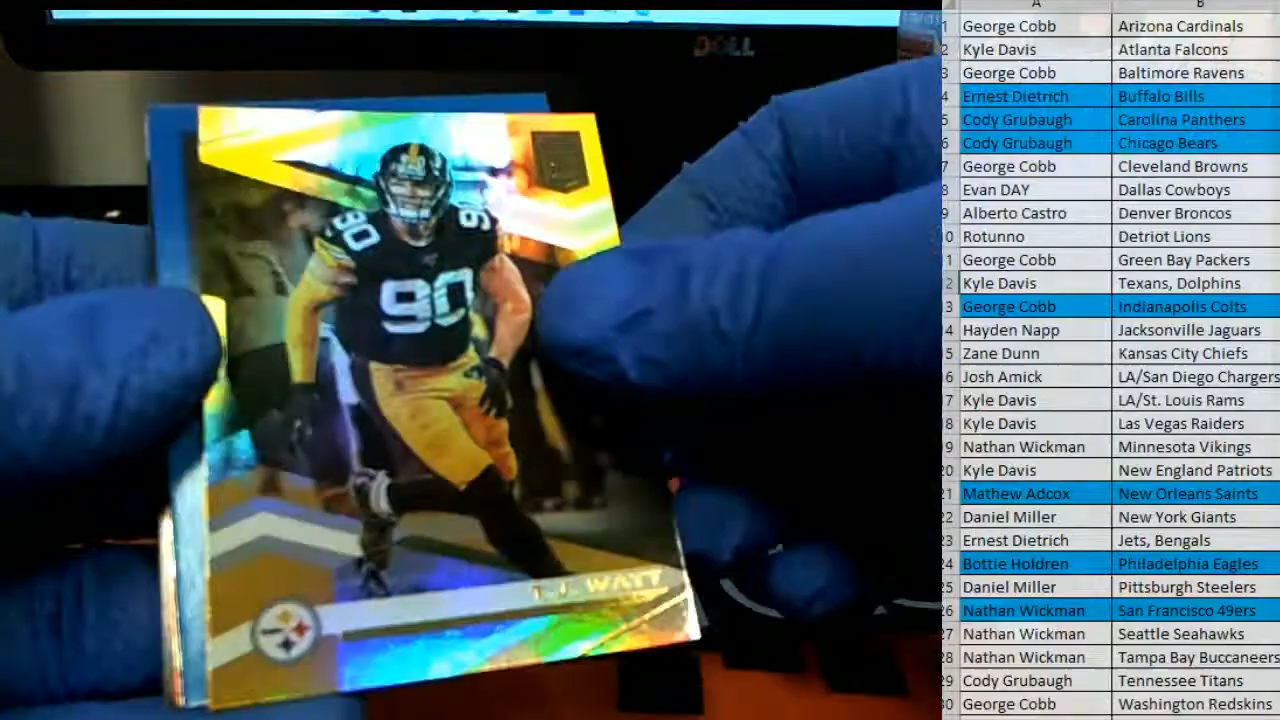 DELL
90
90
90
T.J. WATT
A B
1 George Cobb Arizona Cardinals
2 Kyle Davis Atlanta Falcons
3 George Cobb Baltimore Ravens
4 Ernest Dietrich Buffalo Bills
5 Cody Grubaugh Carolina Panthers
6 Cody Grubaugh Chicago Bears
7 George Cobb Cleveland Browns
8 Evan DAY Dallas Cowboys
9 Alberto Castro Denver Broncos
10 Rotunno Detriot Lions
11 George Cobb Green Bay Packers
12 Kyle Davis Texans, Dolphins
13 George Cobb Indianapolis Colts
14 Hayden Napp Jacksonville Jaguars
15 Zane Dunn Kansas City Chiefs
16 Josh Amick LA/San Diego Chargers
17 Kyle Davis LA/St. Louis Rams
18 Kyle Davis Las Vegas Raiders
19 Nathan Wickman Minnesota Vikings
20 Kyle Davis New England Patriots
21 Mathew Adcox New Orleans Saints
22 Daniel Miller New York Giants
23 Ernest Dietrich Jets, Bengals
24 Bottie Holdren Philadelphia Eagles
25 Daniel Miller Pittsburgh Steelers
26 Nathan Wickman San Francisco 49ers
27 Nathan Wickman Seattle Seahawks
28 Nathan Wickman Tampa Bay Buccaneers
29 Cody Grubaugh Tennessee Titans
30 George Cobb Washington Redskins